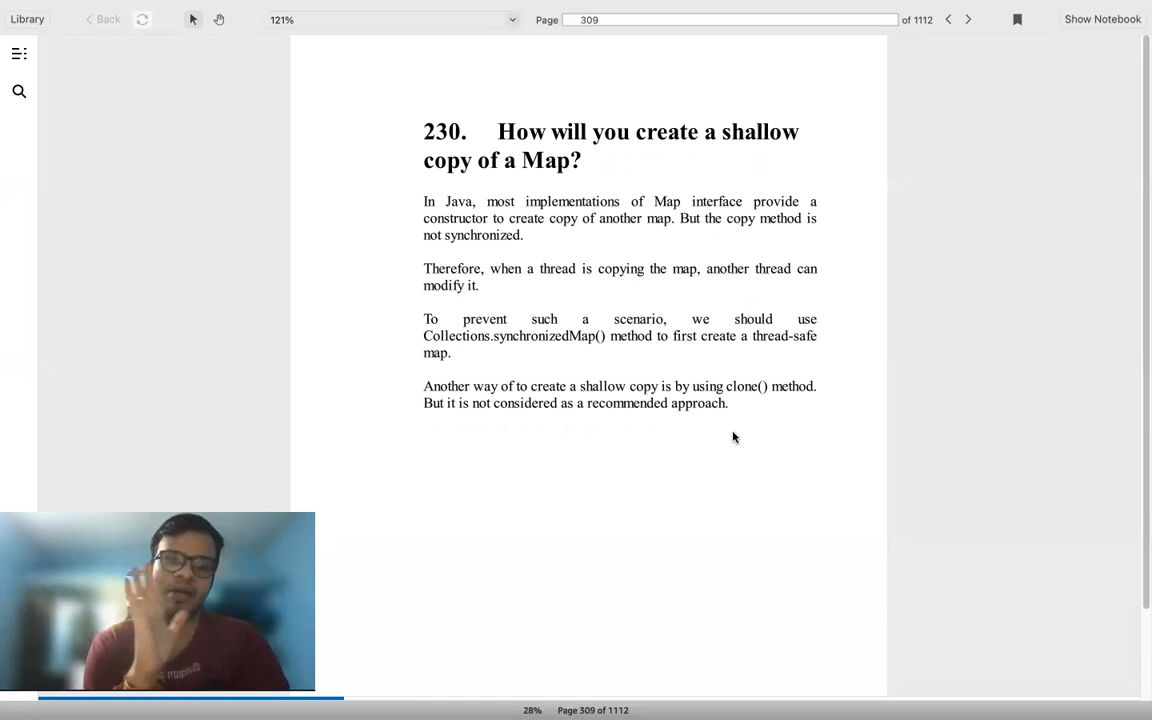 Library
Back
121%
Page
309
of 1112
Show Notebook
230. How will you create a shallow
copy of a Map?
In Java, most implementations of Map interface provide a
constructor to create copy of another map. But the copy method is
not synchronized.
Therefore, when a thread is copying the map, another thread can
modify it.
To prevent such a scenario, we should use
Collections.synchronizedMap() method to first create a thread-safe
map.
Another way of to create a shallow copy is by using clone() method.
But it is not considered as a recommended approach.
28% Page 309 of 1112